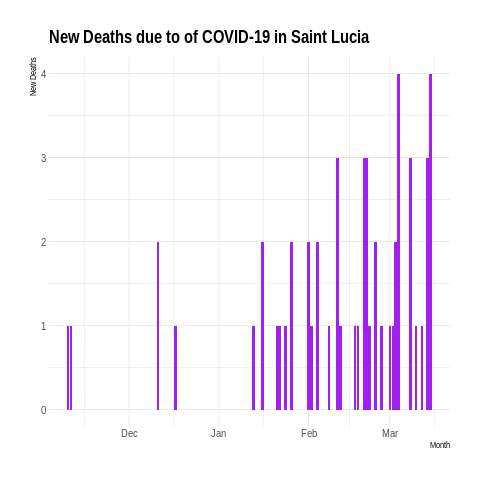 New Deaths due to of COVID-19 in Saint Lucia
New Deaths
4
3
2
1
0
Dec Jan Feb Mar
Month